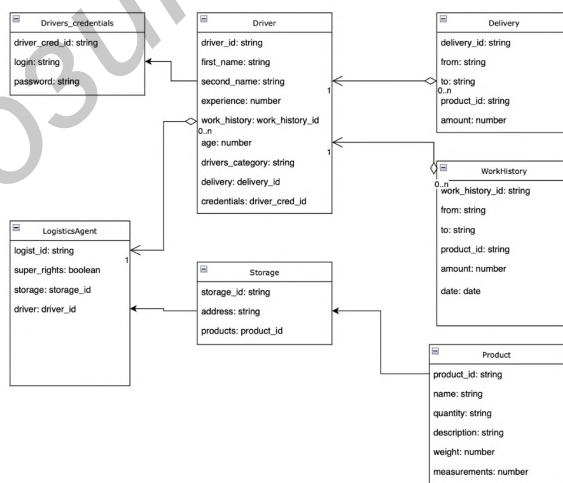 Drivers_credentials
driver_cred_id: string
login: string
password: string
Driver
driver_id: string
first_name: string
second_name: string
experience: number
work_history: work_history_id
0..n
age: number
drivers_category: string
delivery: delivery_id
credentials: driver_cred_id
Delivery
delivery_id: string
from: string
to: string
0..n
product_id: string
amount: number
1
1
WorkHistory
0..n
work_history_id: string
from: string
to: string
product_id: string
amount: number
date: date
LogisticsAgent
logist_id: string
1
super_rights: boolean
storage: storage_id
driver: driver_id
Storage
storage_id: string
address: string
products: product_id
Product
product_id: string
name: string
quantity: string
description: string
weight: number
measurements: number